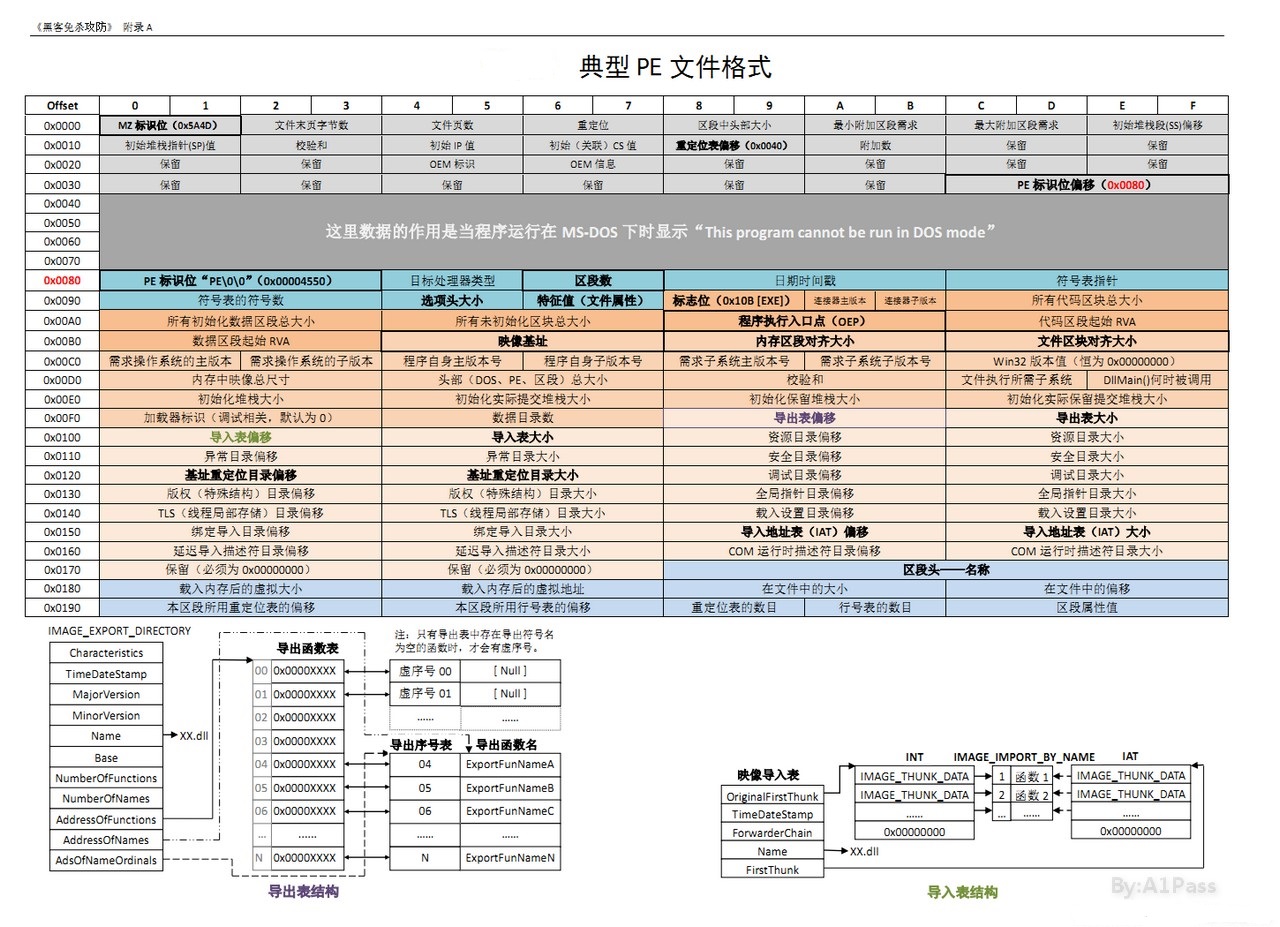 《黑客免杀攻防》 附录 A
典型 PE 文件格式
Offset 0 1 2 3 4 5 6 7 8 9 A B C D E F
0x0000 MZ 标识位（0x5A4D） 文件末页字节数 文件页数 重定位 区段中头部大小 最小附加区段需求 最大附加区段需求 初始堆栈段(SS)偏移
0x0010 初始堆栈指针(SP)值 校验和 初始 IP 值 初始（关联）CS 值 重定位表偏移（0x0040） 附加数 保留 保留
0x0020 保留 保留 OEM 标识 OEM 信息 保留 保留 保留 保留
0x0030 保留 保留 保留 保留 保留 保留 PE 标识位偏移（0x0080）
0x0040
0x0050
这里数据的作用是当程序运行在 MS-DOS 下时显示“This program cannot be run in DOS mode”
0x0060
0x0070
0x0080 PE 标识位“PE\0\0”（0x00004550） 目标处理器类型 区段数 日期时间戳 符号表指针
0x0090 符号表的符号数 选项头大小 特征值（文件属性） 标志位（0x10B [EXE]） 连接器主版本 连接器子版本 所有代码区块总大小
0x00A0 所有初始化数据区段总大小 所有未初始化区块总大小 程序执行入口点（OEP） 代码区段起始 RVA
0x00B0 数据区段起始 RVA 映像基址 内存区段对齐大小 文件区块对齐大小
0x00C0 需求操作系统的主版本 需求操作系统的子版本 程序自身主版本号 程序自身子版本号 需求子系统主版本号 需求子系统子版本号 Win32 版本值（恒为 0x00000000）
0x00D0 内存中映像总尺寸 头部（DOS、PE、区段）总大小 校验和 文件执行所需子系统 DllMain()何时被调用
0x00E0 初始化堆栈大小 初始化实际提交堆栈大小 初始化保留堆栈大小 初始化实际保留提交堆栈大小
0x00F0 加载器标识（调试相关，默认为 0） 数据目录数 导出表偏移 导出表大小
0x0100 导入表偏移 导入表大小 资源目录偏移 资源目录大小
0x0110 异常目录偏移 异常目录大小 安全目录偏移 安全目录大小
0x0120 基址重定位目录偏移 基址重定位目录大小 调试目录偏移 调试目录大小
0x0130 版权（特殊结构）目录偏移 版权（特殊结构）目录大小 全局指针目录偏移 全局指针目录大小
0x0140 TLS（线程局部存储）目录偏移 TLS（线程局部存储）目录大小 载入设置目录偏移 载入设置目录大小
0x0150 绑定导入目录偏移 绑定导入目录大小 导入地址表（IAT）偏移 导入地址表（IAT）大小
0x0160 延迟导入描述符目录偏移 延迟导入描述符目录大小 COM 运行时描述符目录偏移 COM 运行时描述符目录大小
0x0170 保留（必须为 0x00000000） 保留（必须为 0x00000000） 区段头——名称
0x0180 载入内存后的虚拟大小 载入内存后的虚拟地址 在文件中的大小 在文件中的偏移
0x0190 本区段所用重定位表的偏移 本区段所用行号表的偏移 重定位表的数目 行号表的数目 区段属性值
IMAGE_EXPORT_DIRECTORY
Characteristics
TimeDateStamp
MajorVersion
MinorVersion
Name
XX.dll
Base
NumberOfFunctions
NumberOfNames
AddressOfFunctions
AddressOfNames
AdsOfNameOrdinals
导出函数表
00 0x0000XXXX
01 0x0000XXXX
02 0x0000XXXX
03 0x0000XXXX
04 0x0000XXXX
05 0x0000XXXX
06 0x0000XXXX
... ......
N 0x0000XXXX
注：只有导出表中存在导出符号名
为空的函数时，才会有虚序号。
虚序号 00 [ Null ]
虚序号 01 [ Null ]
...... ......
导出序号表 导出函数名
04 ExportFunNameA
05 ExportFunNameB
06 ExportFunNameC
...... ......
N ExportFunNameN
导出表结构
映像导入表
OriginalFirstThunk
TimeDateStamp
ForwarderChain
Name
XX.dll
FirstThunk
INT IMAGE_IMPORT_BY_NAME IAT
IMAGE_THUNK_DATA 1 函数 1 IMAGE_THUNK_DATA
IMAGE_THUNK_DATA 2 函数 2 IMAGE_THUNK_DATA
...... ... ...... ......
0x00000000 0x00000000
导入表结构
By:A1Pass